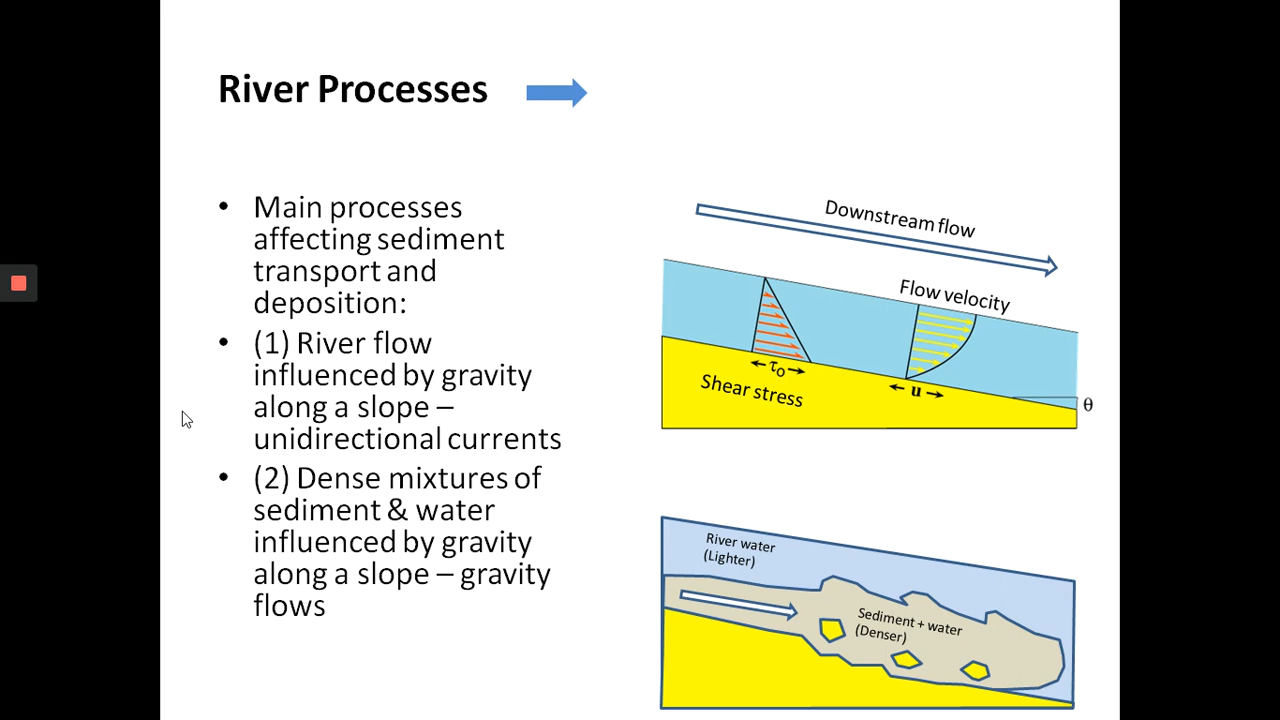 River Processes
• Main processes
affecting sediment
transport and
deposition:
• (1) River flow
influenced by gravity
along a slope –
unidirectional currents
• (2) Dense mixtures of
sediment & water
influenced by gravity
along a slope – gravity
flows
Downstream flow
Flow velocity
τo
Shear stress
u
θ
River water
(Lighter)
Sediment + water
(Denser)